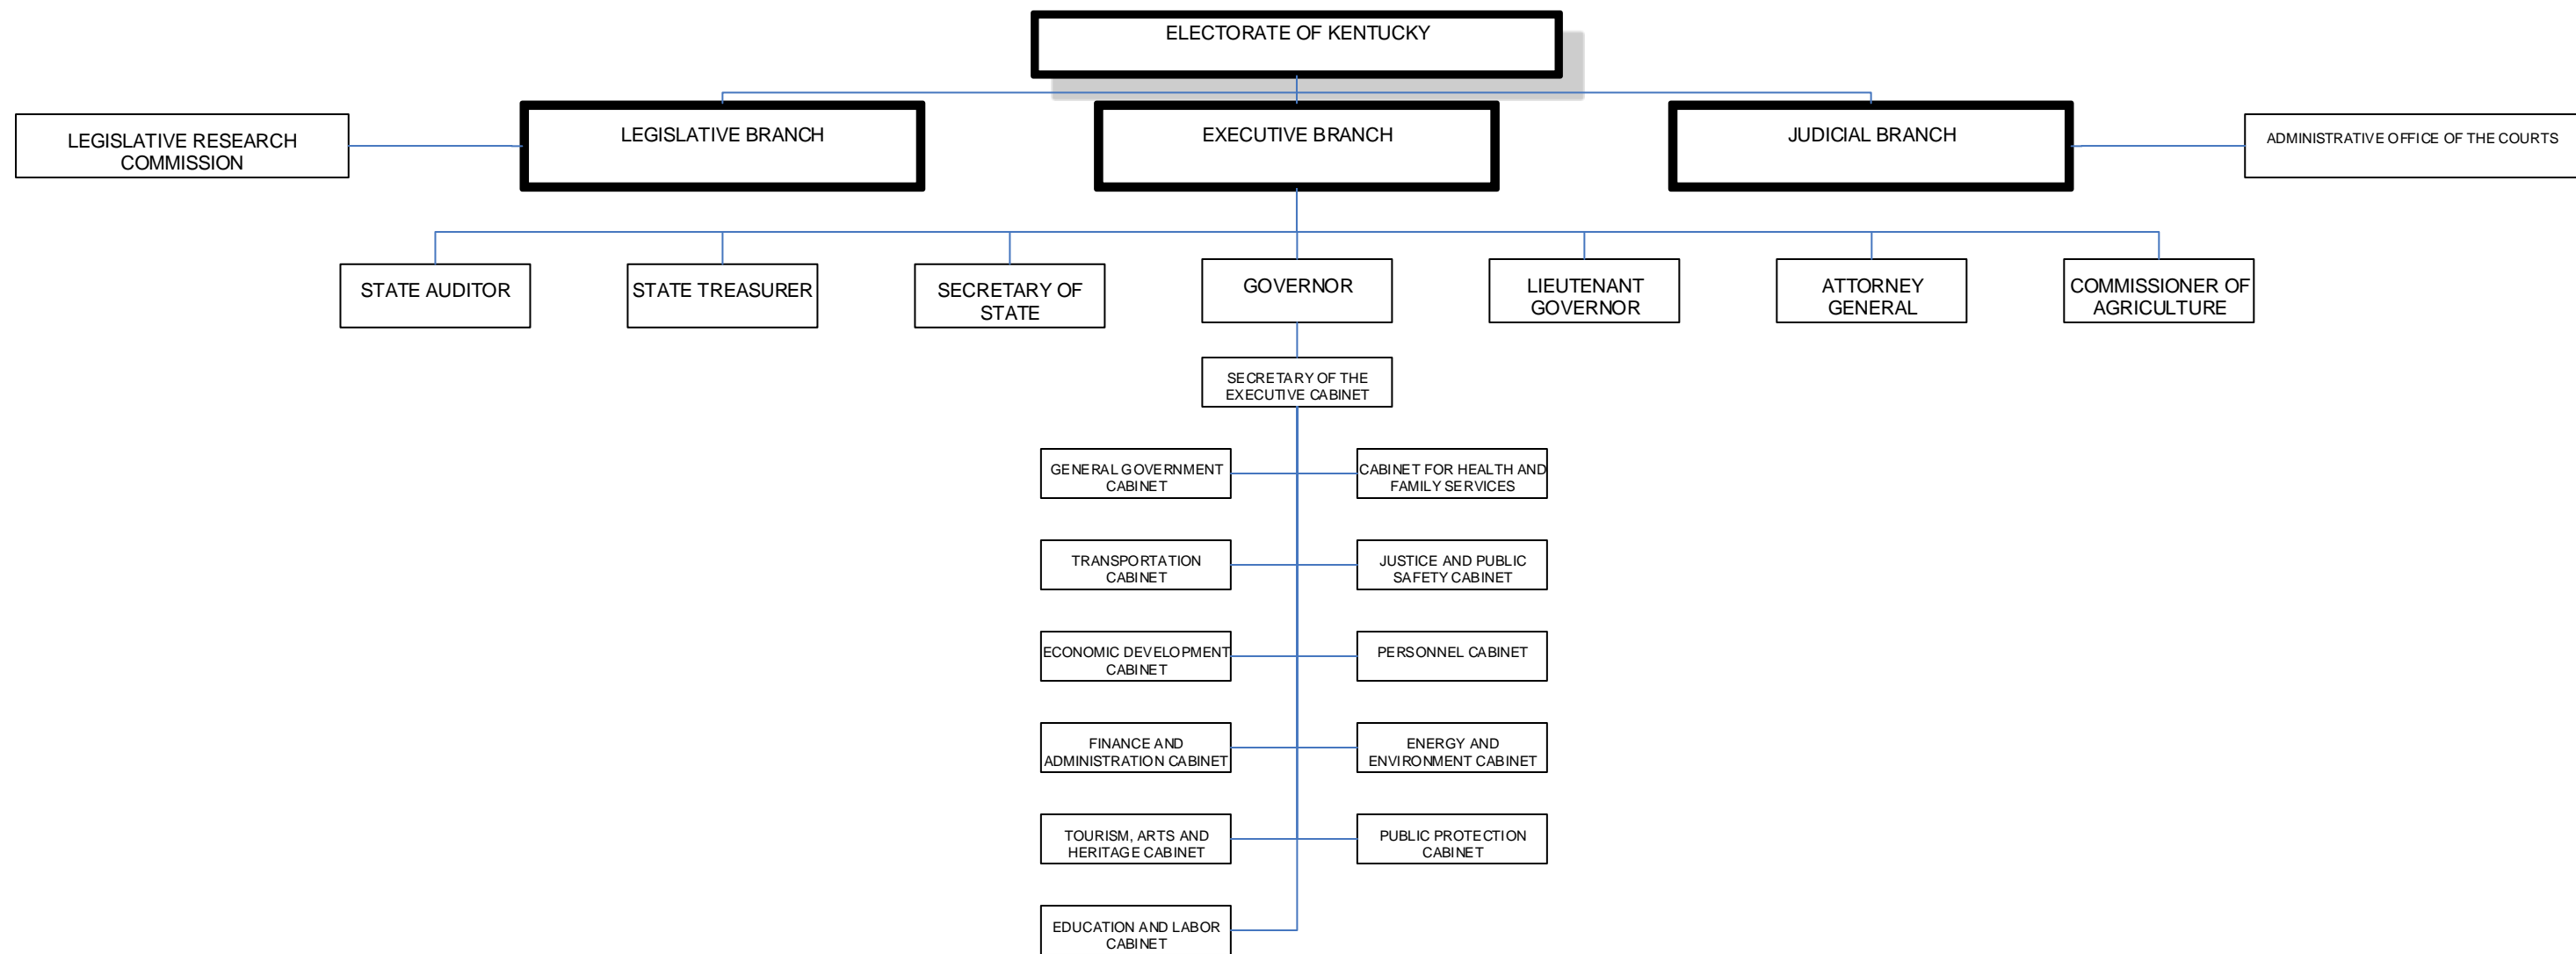 ELECTORATE OF KENTUCKY
LEGISLATIVE RESEARCH
COMMISSION
LEGISLATIVE BRANCH
EXECUTIVE BRANCH
JUDICIAL BRANCH
ADMINISTRATIVE OFFICE OF THE COURTS
STATE AUDITOR
STATE TREASURER
SECRETARY OF
STATE
GOVERNOR
LIEUTENANT
GOVERNOR
ATTORNEY
GENERAL
COMMISSIONER OF
AGRICULTURE
SECRETARY OF THE
EXECUTIVE CABINET
GENERAL GOVERNMENT
CABINET
CABINET FOR HEALTH AND
FAMILY SERVICES
TRANSPORTATION
CABINET
JUSTICE AND PUBLIC
SAFETY CABINET
ECONOMIC DEVELOPMENT
CABINET
PERSONNEL CABINET
FINANCE AND
ADMINISTRATION CABINET
ENERGY AND
ENVIRONMENT CABINET
TOURISM, ARTS AND
HERITAGE CABINET
PUBLIC PROTECTION
CABINET
EDUCATION AND LABOR
CABINET